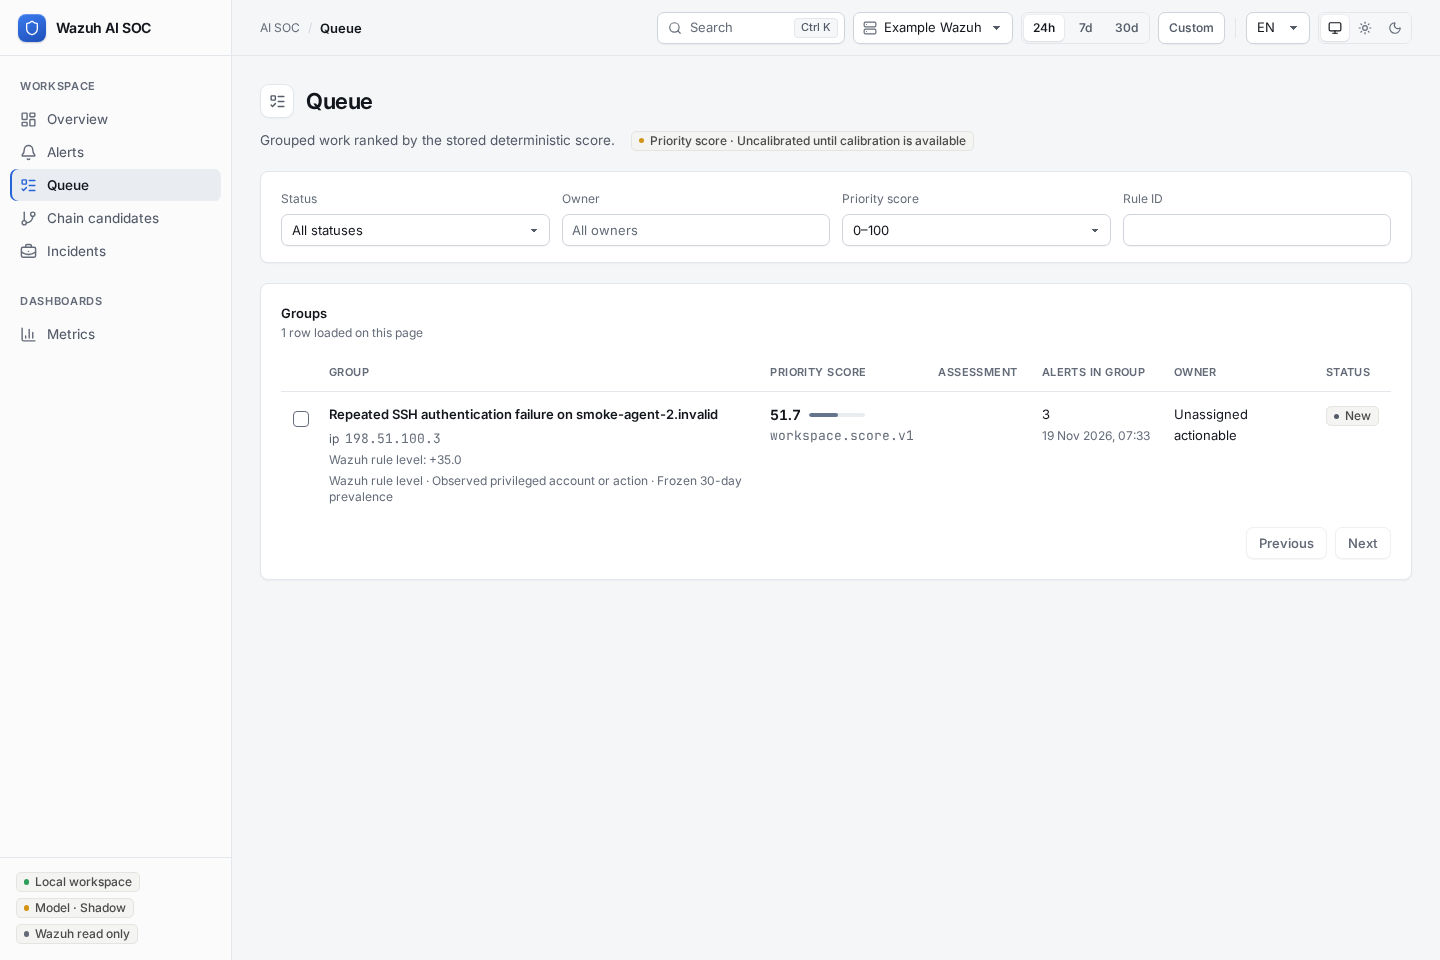 Wazuh AI SOC
AI SOC / Queue
Search
Ctrl K
Example Wazuh
24h
7d
30d
Custom
EN
WORKSPACE
Overview
Alerts
Queue
Chain candidates
Incidents
DASHBOARDS
Metrics
Local workspace
Model · Shadow
Wazuh read only
Queue
Grouped work ranked by the stored deterministic score.
Priority score · Uncalibrated until calibration is available
Status
Owner
Priority score
Rule ID
All statuses
All owners
0–100
Groups
1 row loaded on this page
GROUP
PRIORITY SCORE
ASSESSMENT
ALERTS IN GROUP
OWNER
STATUS
Repeated SSH authentication failure on smoke-agent-2.invalid
ip 198.51.100.3
Wazuh rule level: +35.0
Wazuh rule level · Observed privileged account or action · Frozen 30-day
prevalence
51.7
workspace.score.v1
3
19 Nov 2026, 07:33
Unassigned
actionable
New
Previous
Next